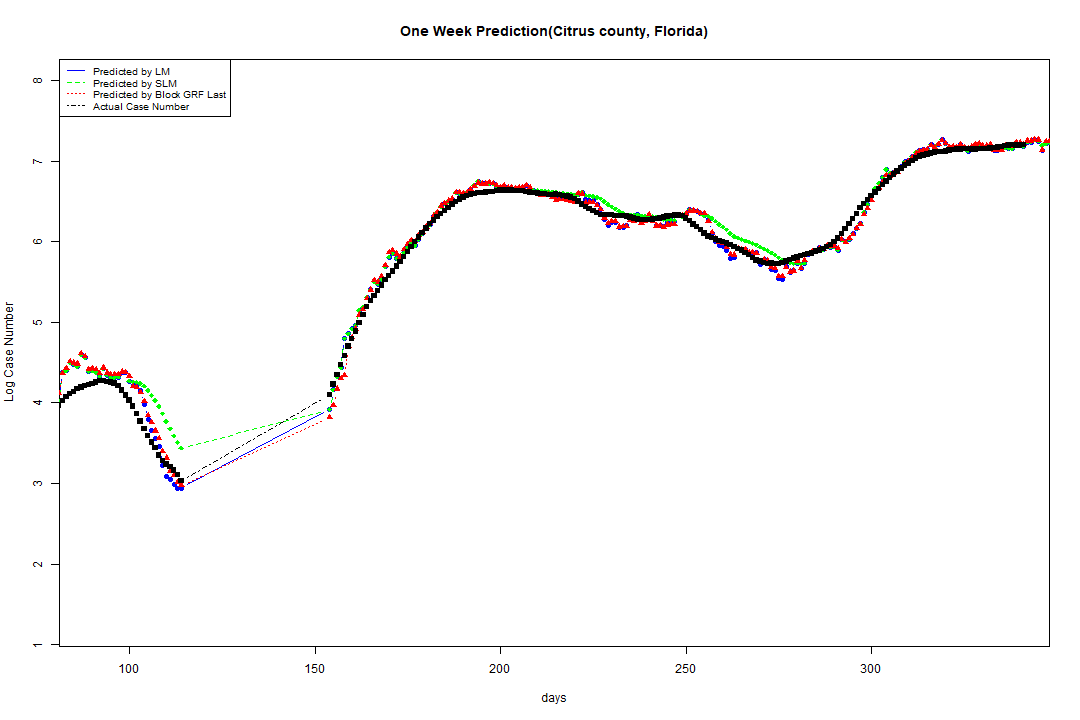 One Week Prediction(Citrus county, Florida)
Predicted by LM
Predicted by SLM
Predicted by Block GRF Last
Actual Case Number
8
7
6
5
4
3
2
1
Log Case Number
100 150 200 250 300
days